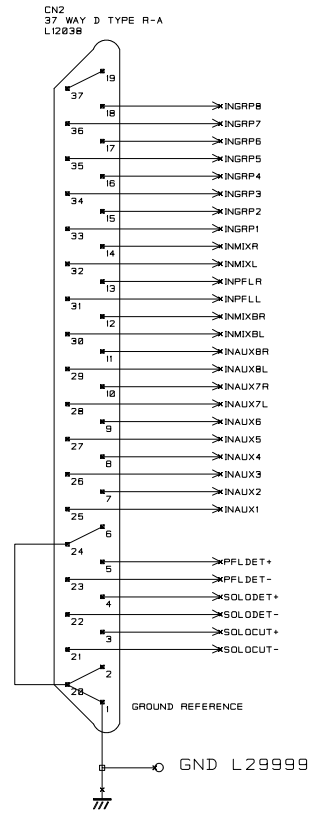 CN2
37 WAY D TYPE R-A
L12038
19
37
18 INGRP8
36 INGRP7
17 INGRP6
35 INGRP5
16 INGRP4
34 INGRP3
15 INGRP2
33 INGRP1
14 INMIXR
32 INMIXL
13 INPFLR
31 INPFLL
12 INMIXBR
30 INMIXBL
11 INAUX8R
29 INAUX8L
10 INAUX7R
28 INAUX7L
9 INAUX6
27 INAUX5
8 INAUX4
26 INAUX3
7 INAUX2
25 INAUX1
6
24
5 PFLDET+
23 PFLDET-
4 SOLODET+
22 SOLODET-
3 SOLOCUT+
21 SOLOCUT-
2
20
1 GROUND REFERENCE
GND L29999